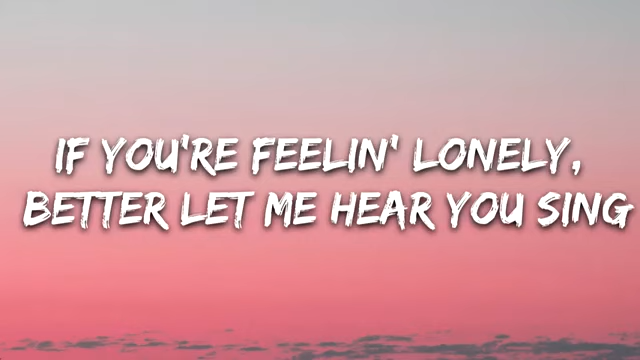 IF YOU'RE FEELIN' LONELY,
BETTER LET ME HEAR YOU SING